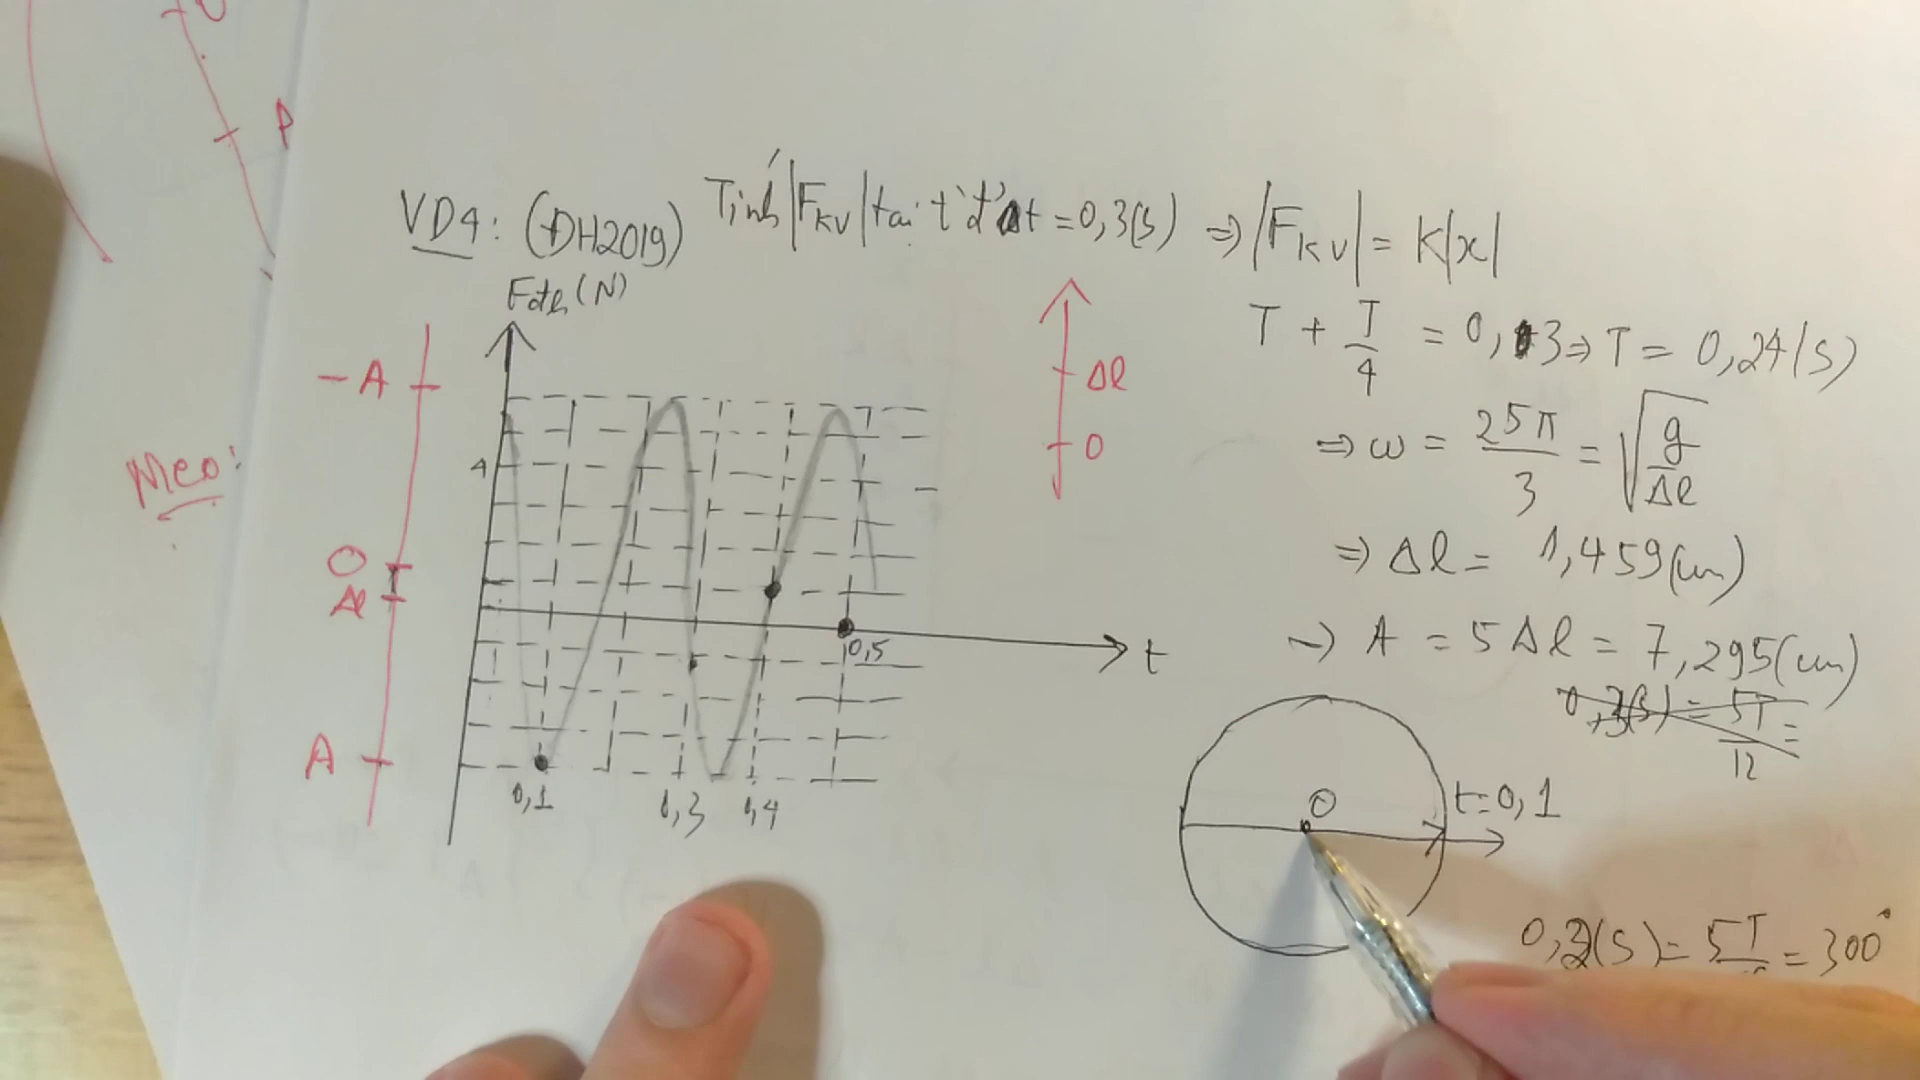 VD4: (ĐH2019) Tính |Fkv| tại t = 0,3(s) => |Fkv| = K|x|
Fđh (N)
T + T/4 = 0,3 => T = 0,24(s)
-A
Δl
4
O
=> ω = 25π/3 = √(g/Δl)
Mẹo:
O
Δl
=> Δl = 1,459(cm)
0,5
t
-> A = 5Δl = 7,295(cm)
A
0,1
0,3
0,4
O
t=0,1
0,2(s) = 5T = 300°